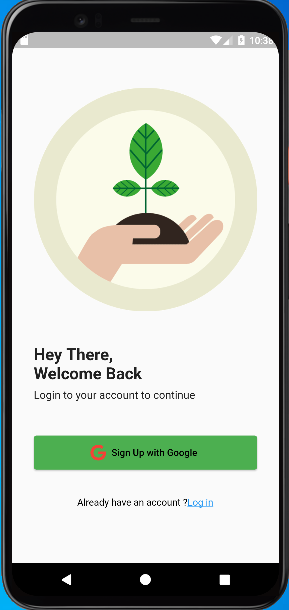 10:36
Hey There,
Welcome Back
Login to your account to continue
Sign Up with Google
Already have an account ?Log in